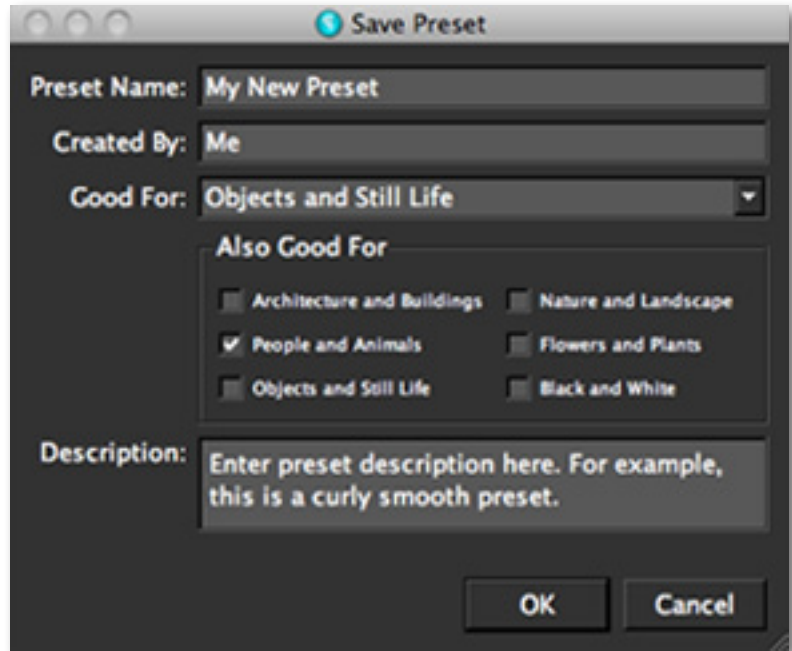 Save Preset
Preset Name: My New Preset
Created By: Me
Good For: Objects and Still Life
Also Good For
Architecture and Buildings Nature and Landscape
People and Animals Flowers and Plants
Objects and Still Life Black and White
Description: Enter preset description here. For example,
this is a curly smooth preset.
OK Cancel